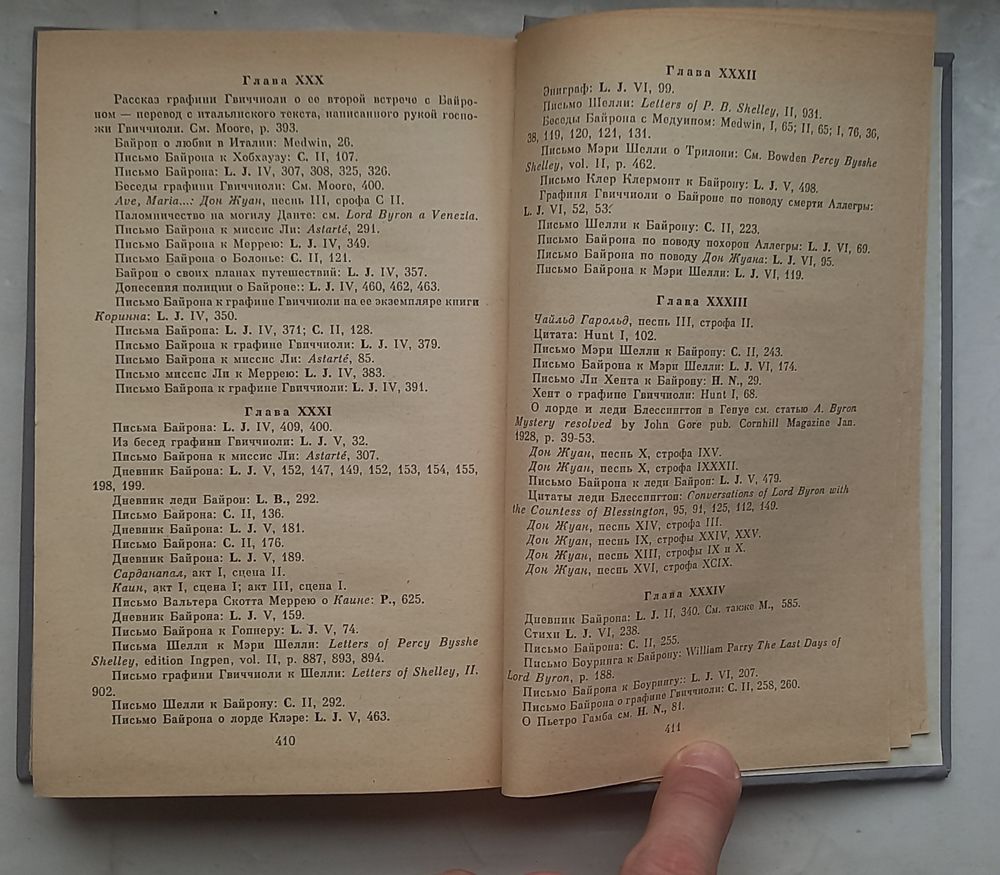 Глава XXX
Рассказ графини Гвиччиоли о ее второй встрече с Байро-
ном — перевод с итальянского текста, написанного рукой госпо-
жи Гвиччиоли. См. Moore, p. 393.
Байрон о любви в Италии: Medwin, 26.
Письмо Байрона к Хобхаузу: C. II, 107.
Письмо Байрона: L. J. IV, 307, 308, 325, 326.
Беседы графини Гвиччиоли: См. Moore, 400.
Ave, Maria...: Дон Жуан, песнь III, срофа C II.
Паломничество на могилу Данте: см. Lord Byron a Venezia.
Письмо Байрона к миссис Ли: Astarté, 291.
Письмо Байрона к Меррею: L. J. IV, 349.
Письмо Байрона о Болонье: C. II, 121.
Байрон о своих планах путешествий: L. J. IV, 357.
Донесения полиции о Байроне:: L. J. IV, 460, 462, 463.
Письмо Байрона к графине Гвиччиоли на ее экземпляре книги
Коринна: L. J. IV, 350.
Письма Байрона: L. J. IV, 371; C. II, 128.
Письмо Байрона к графине Гвиччиоли: L. J. IV, 379.
Письмо Байрона к миссис Ли: Astarté, 85.
Письмо миссис Ли к Меррею: L. J. IV, 383.
Письмо Байрона к графине Гвиччиоли: L. J. IV, 391.
Глава XXXI
Письма Байрона: L. J. IV, 409, 400.
Из бесед графини Гвиччиоли: L. J. V, 32.
Письмо Байрона к миссис Ли: Astarté, 307.
Дневник Байрона: L. J. V, 152, 147, 149, 152, 153, 154, 155,
198, 199.
Дневник леди Байрон: L. B., 292.
Письмо Байрона: C. II, 136.
Дневник Байрона: L. J. V, 181.
Письмо Байрона: C. II, 176.
Дневник Байрона: L. J. V, 189.
Сарданапал, акт I, сцена II.
Каин, акт I, сцена I; акт III, сцена I.
Письмо Вальтера Скотта Меррею о Каине: P., 625.
Дневник Байрона: L. J. V, 159.
Письмо Байрона к Гопнеру: L. J. V, 74.
Письма Шелли к Мэри Шелли: Letters of Percy Bysshe
Shelley, edition Ingpen, vol. II, p. 887, 893, 894.
Письмо графини Гвиччиоли к Шелли: Letters of Shelley, II,
902.
Письмо Шелли к Байрону: C. II, 292.
Письмо Байрона о лорде Клэре: L. J. V, 463.
410
Глава XXXII
Эпиграф: L. J. VI, 99.
Письмо Шелли: Letters of P. B. Shelley, II, 931.
Беседы Байрона с Медуином: Medwin, I, 65; II, 65; I, 76, 36,
38, 119, 120, 121, 131.
Письмо Мэри Шелли о Трилони: См. Bowden Percy Bysshe
Shelley, vol. II, p. 462.
Письмо Клер Клермонт к Байрону: L. J. V, 498.
Графиня Гвиччиоли о Байроне по поводу смерти Аллегры:
L. J. VI, 52, 53.
Письмо Шелли к Байрону: C. II, 223.
Письмо Байрона по поводу похорон Аллегры: L. J. VI, 69.
Письмо Байрона по поводу Дон Жуана: L. J. VI, 95.
Письмо Байрона к Мэри Шелли: L. J. VI, 119.
Глава XXXIII
Чайльд Гарольд, песнь III, строфа II.
Цитата: Hunt I, 102.
Письмо Мэри Шелли к Байрону: C. II, 243.
Письмо Байрона к Мэри Шелли: L. J. VI, 174.
Письмо Ли Хента к Байрону: H. N., 29.
Хент о графине Гвиччиоли: Hunt I, 68.
О лорде и леди Блессингтон в Генуе см. статью A. Byron
Mystery resolved by John Gore pub. Cornhill Magazine Jan.
1928, p. 39-53.
Дон Жуан, песнь X, строфа XIV.
Дон Жуан, песнь X, строфа IXXXII.
Письмо Байрона к леди Байрон: L. J. V, 479.
Цитаты леди Блессингтон: Conversations of Lord Byron with
the Countess of Blessington, 95, 91, 125, 112, 149.
Дон Жуан, песнь XIV, строфа III.
Дон Жуан, песнь IX, строфы XXIV, XXV.
Дон Жуан, песнь XIII, строфы IX и X.
Дон Жуан, песнь XVI, строфа XCIX.
Глава XXXIV
Дневник Байрона: L. J. II, 340. См. также M., 585.
Стихи L. J. VI, 238.
Письмо Байрона: C. II, 255.
Письмо Боуринга к Байрону: William Parry The Last Days of
Lord Byron, p. 188.
Письмо Байрона к Боурингу:: L. J. VI, 207.
Письмо Байрона о графине Гвиччиоли: C. II, 258, 260.
О Пьетро Гамба см. H. N., 81.
411